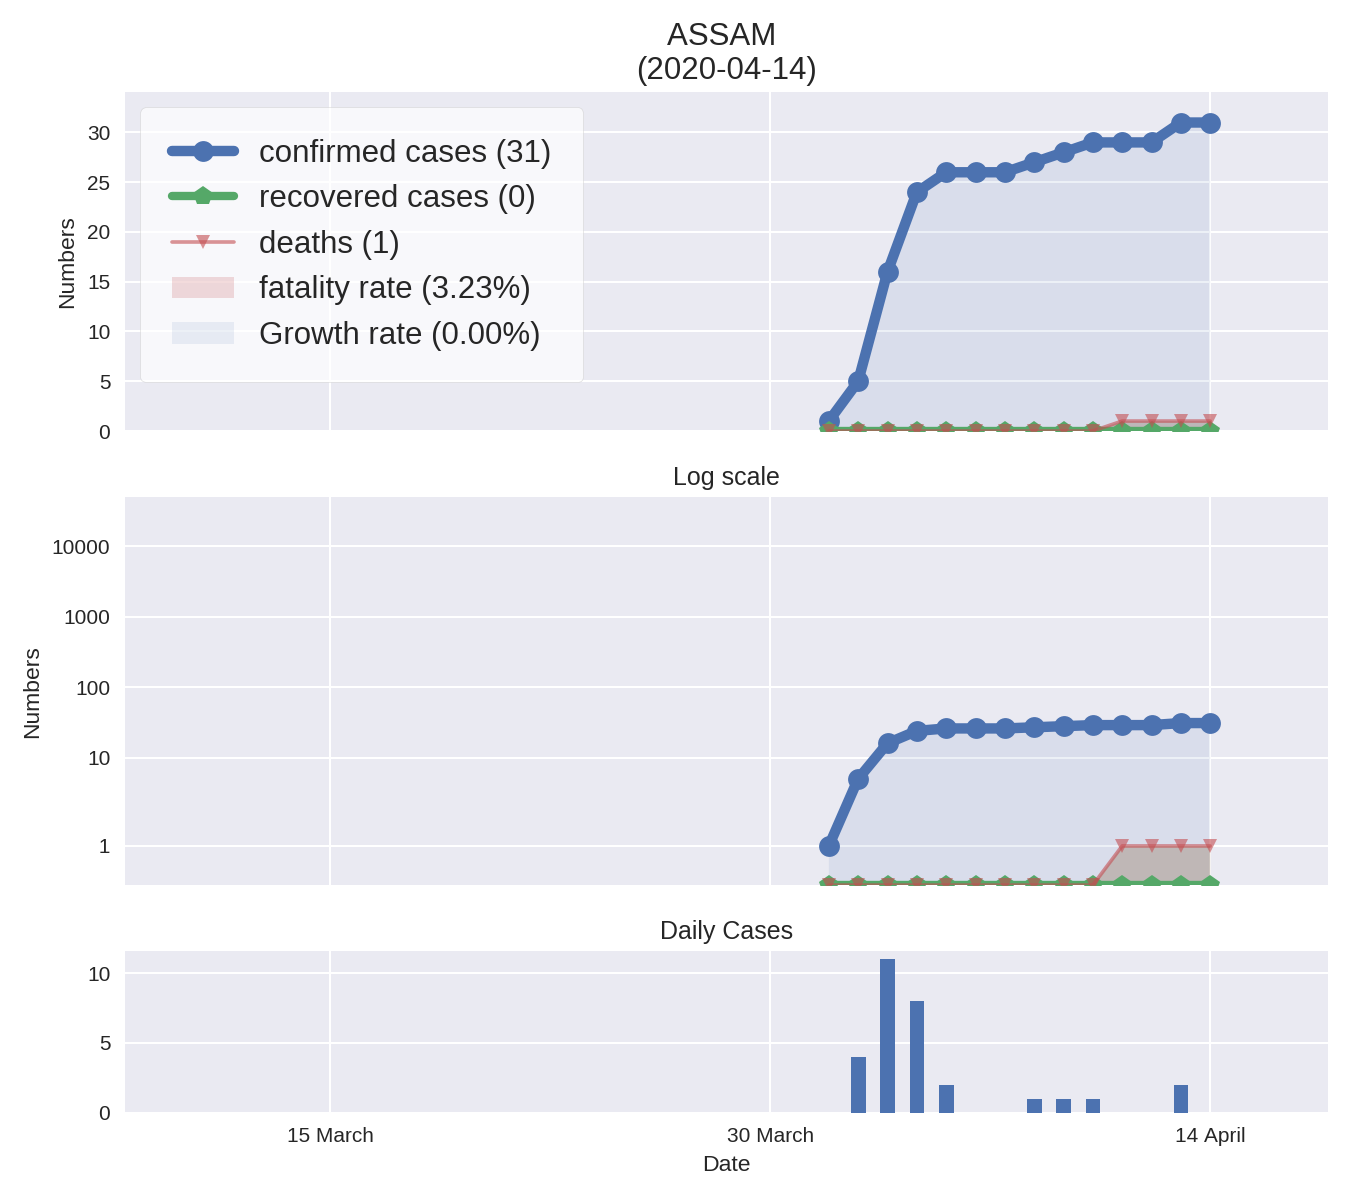 ASSAM
(2020-04-14)
confirmed cases (31)
recovered cases (0)
deaths (1)
fatality rate (3.23%)
Growth rate (0.00%)
Numbers
30
25
20
15
10
5
0
Log scale
Numbers
10000
1000
100
10
1
Daily Cases
10
5
0
15 March
30 March
14 April
Date